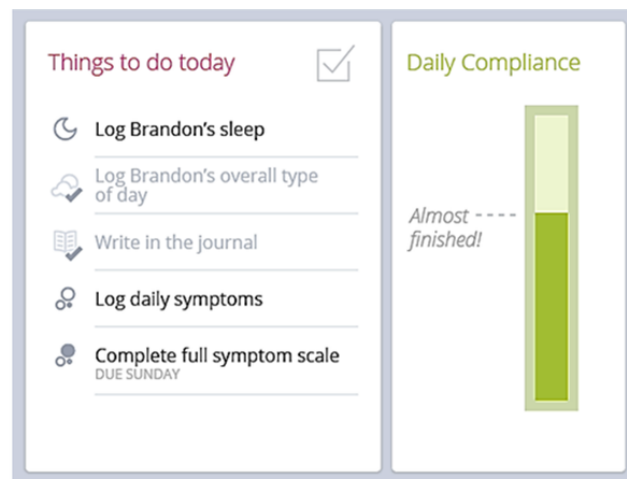 Things to do today
Log Brandon's sleep
Log Brandon's overall type
of day
Write in the journal
Log daily symptoms
Complete full symptom scale
DUE SUNDAY
Daily Compliance
Almost
finished!